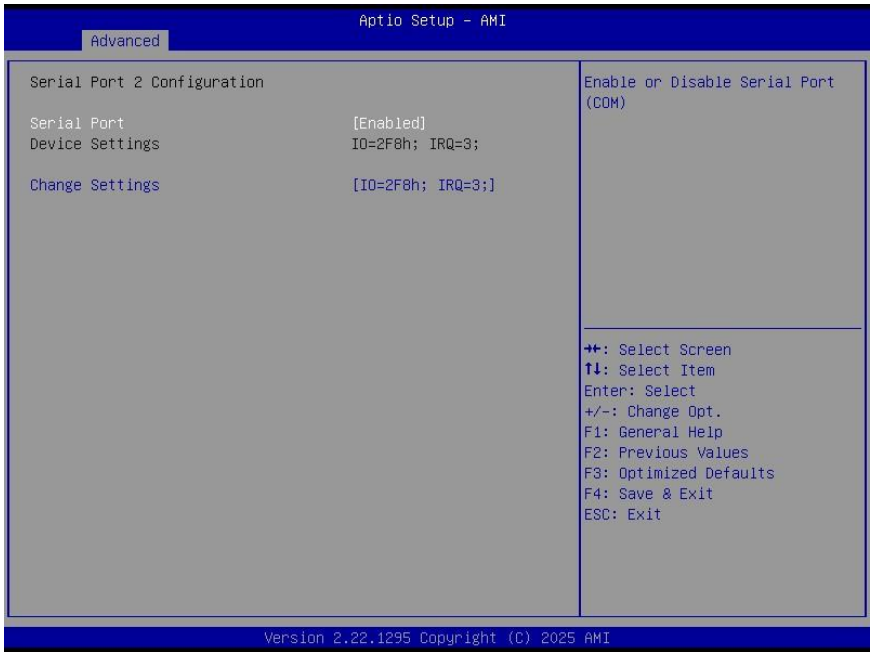 Aptio Setup - AMI
Advanced
Serial Port 2 Configuration
Serial Port [Enabled]
Device Settings IO=2F8h; IRQ=3;
Change Settings [IO=2F8h; IRQ=3;]
Enable or Disable Serial Port
(COM)
→←: Select Screen
↑↓: Select Item
Enter: Select
+/-: Change Opt.
F1: General Help
F2: Previous Values
F3: Optimized Defaults
F4: Save & Exit
ESC: Exit
Version 2.22.1295 Copyright (C) 2025 AMI